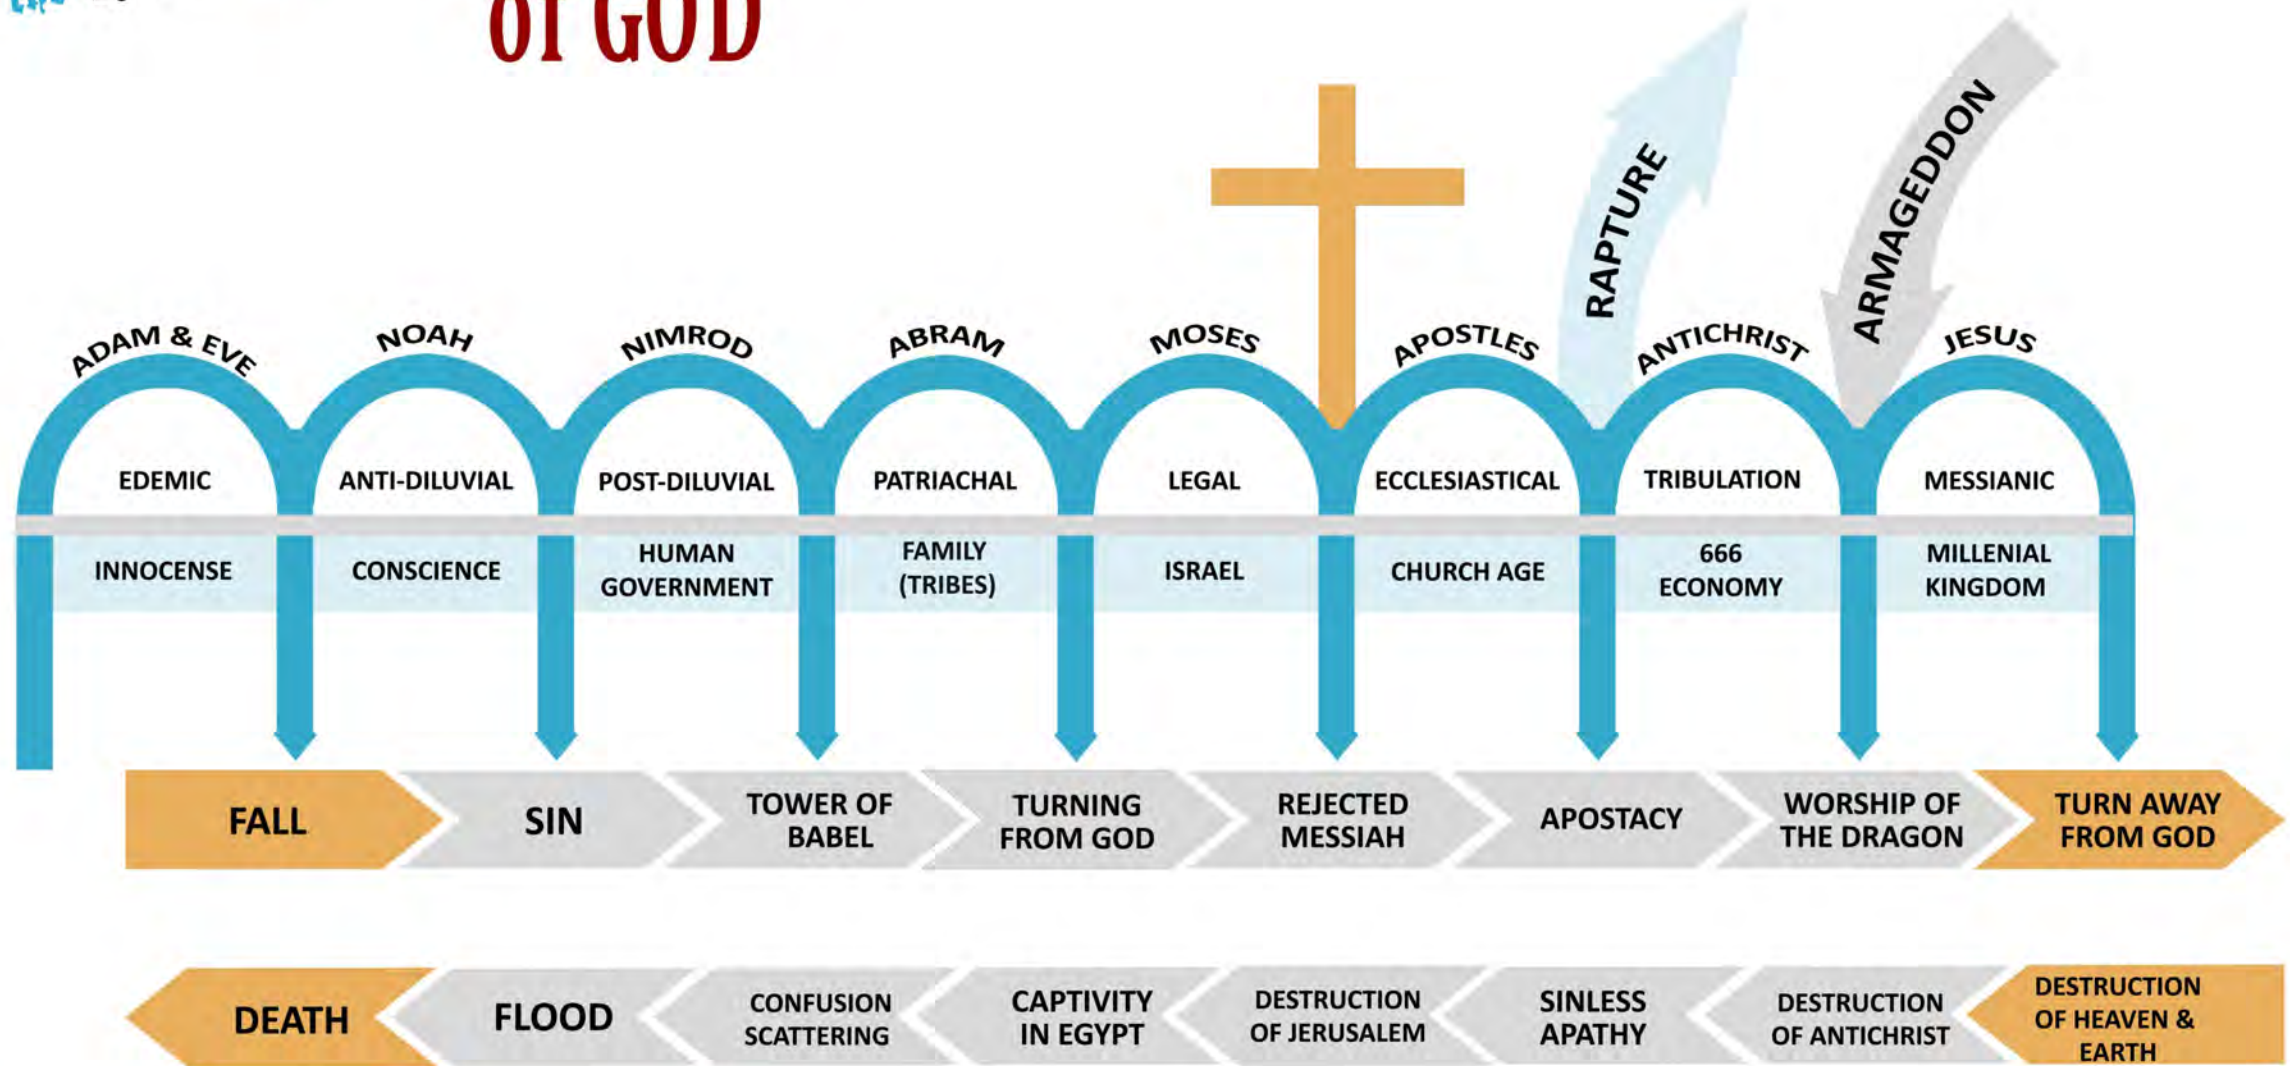 of GOD
RAPTURE
ARMAGEDDON
ADAM & EVE
NOAH
NIMROD
ABRAM
MOSES
APOSTLES
ANTICHRIST
JESUS
EDEMIC
ANTI-DILUVIAL
POST-DILUVIAL
PATRIACHAL
LEGAL
ECCLESIASTICAL
TRIBULATION
MESSIANIC
INNOCENSE
CONSCIENCE
HUMAN
GOVERNMENT
FAMILY
(TRIBES)
ISRAEL
CHURCH AGE
666
ECONOMY
MILLENIAL
KINGDOM
FALL
SIN
TOWER OF
BABEL
TURNING
FROM GOD
REJECTED
MESSIAH
APOSTACY
WORSHIP OF
THE DRAGON
TURN AWAY
FROM GOD
DEATH
FLOOD
CONFUSION
SCATTERING
CAPTIVITY
IN EGYPT
DESTRUCTION
OF JERUSALEM
SINLESS
APATHY
DESTRUCTION
OF ANTICHRIST
DESTRUCTION
OF HEAVEN &
EARTH